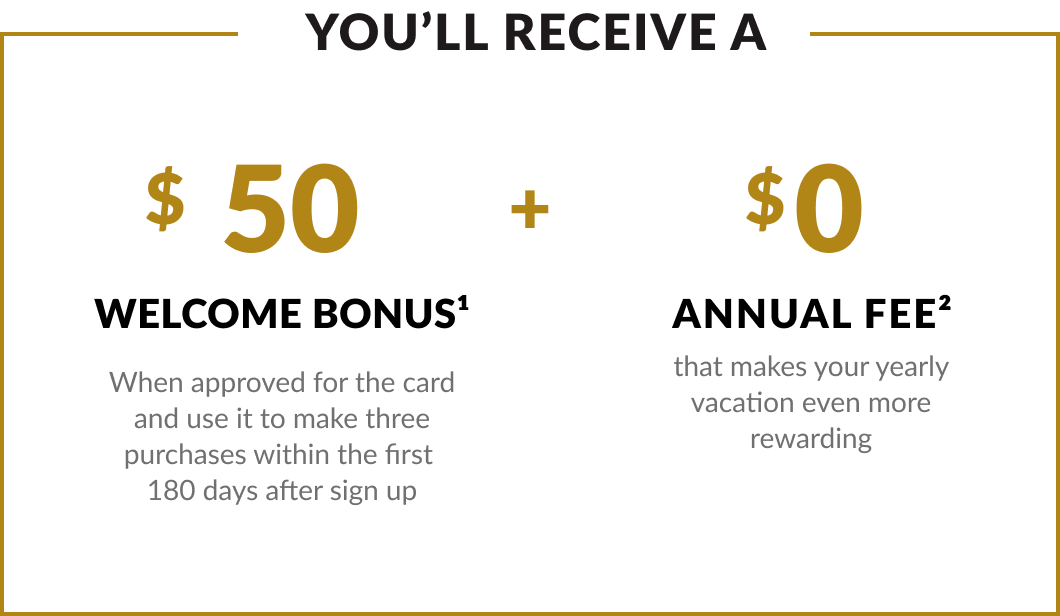 YOU’LL RECEIVE A
$ 50
+
$0
WELCOME BONUS¹
When approved for the card
and use it to make three
purchases within the first
180 days after sign up
ANNUAL FEE²
that makes your yearly
vacation even more
rewarding